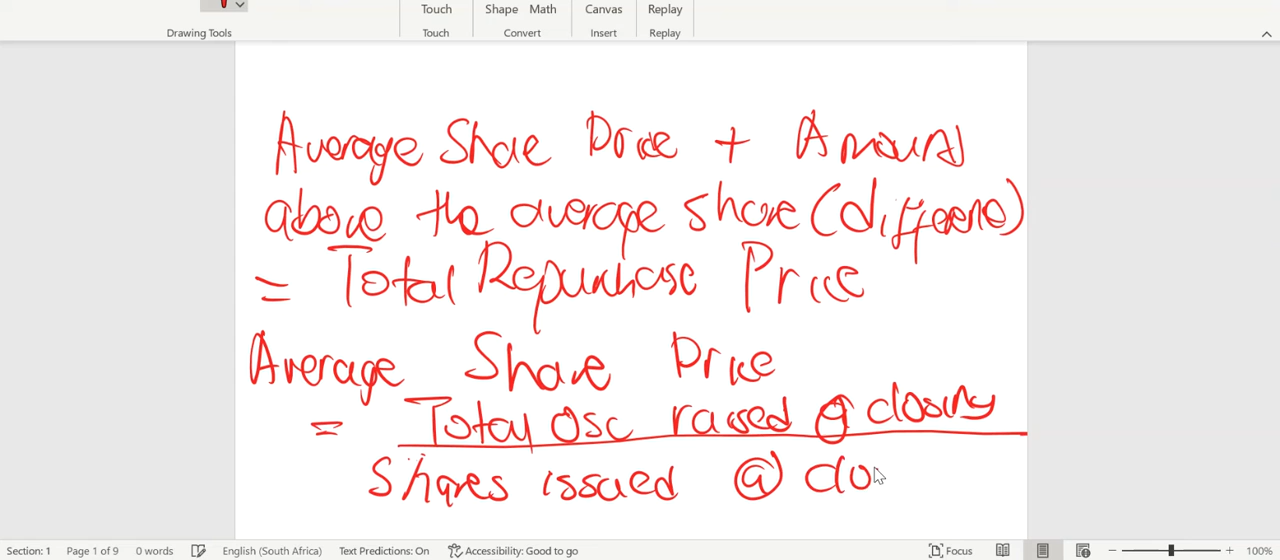 Touch Shape Math Canvas Replay
Drawing Tools Touch Convert Insert Replay
Average Share Price + Amount
above the average share (difference)
= Total Repurchase Price
Average Share Price
= Total OSC raised @ closing
Shares issued @ clo
Section: 1 Page 1 of 9 0 words English (South Africa) Text Predictions: On Accessibility: Good to go Focus 100%